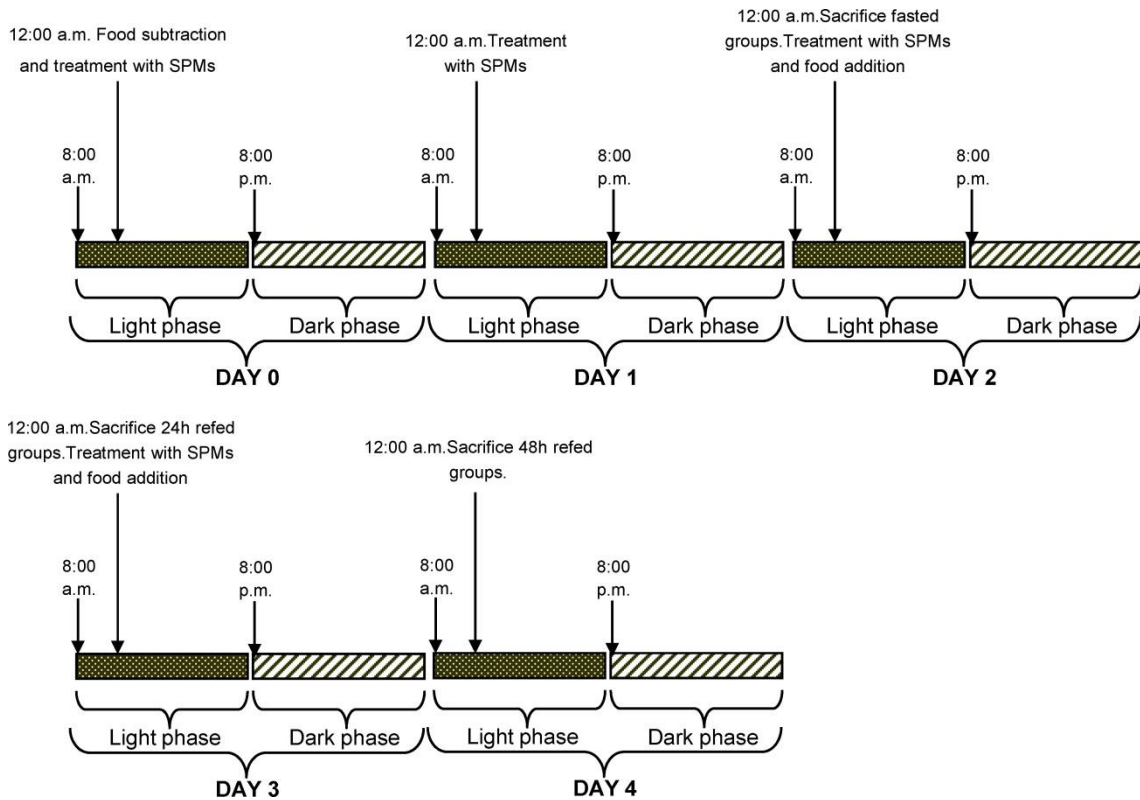 12:00 a.m. Food subtraction
and treatment with SPMs
12:00 a.m.Treatment
with SPMs
12:00 a.m.Sacrifice fasted
groups.Treatment with SPMs
and food addition
8:00
a.m.
8:00
p.m.
8:00
a.m.
8:00
p.m.
8:00
a.m.
8:00
p.m.
Light phase
Dark phase
Light phase
Dark phase
Light phase
Dark phase
DAY 0
DAY 1
DAY 2
12:00 a.m.Sacrifice 24h refed
groups.Treatment with SPMs
and food addition
12:00 a.m.Sacrifice 48h refed
groups.
8:00
a.m.
8:00
p.m.
8:00
a.m.
8:00
p.m.
Light phase
Dark phase
Light phase
Dark phase
DAY 3
DAY 4